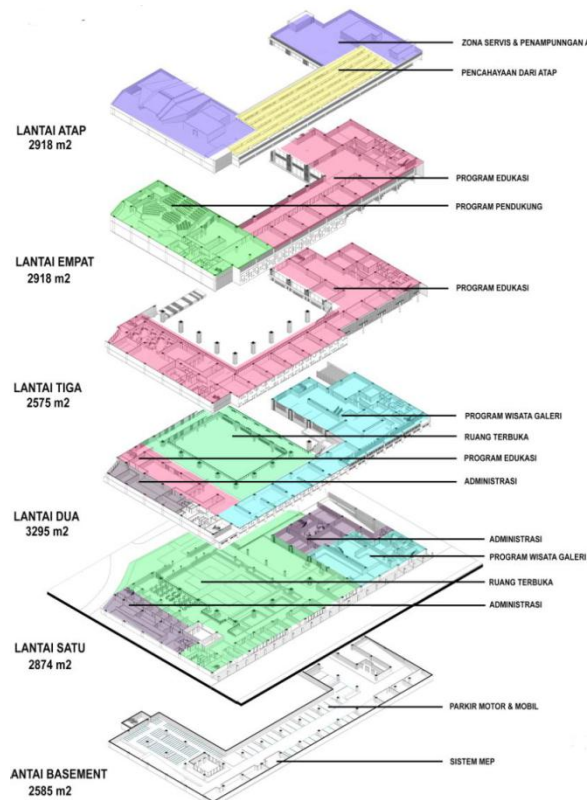 ZONA SERVIS & PENAMPUNNGAN A
PENCAHAYAAN DARI ATAP
LANTAI ATAP
2918 m2
PROGRAM EDUKASI
PROGRAM PENDUKUNG
LANTAI EMPAT
2918 m2
PROGRAM EDUKASI
LANTAI TIGA
2575 m2
PROGRAM WISATA GALERI
RUANG TERBUKA
PROGRAM EDUKASI
ADMINISTRASI
LANTAI DUA
3295 m2
ADMINISTRASI
PROGRAM WISATA GALERI
RUANG TERBUKA
ADMINISTRASI
LANTAI SATU
2874 m2
PARKIR MOTOR & MOBIL
SISTEM MEP
ANTAI BASEMENT
2585 m2